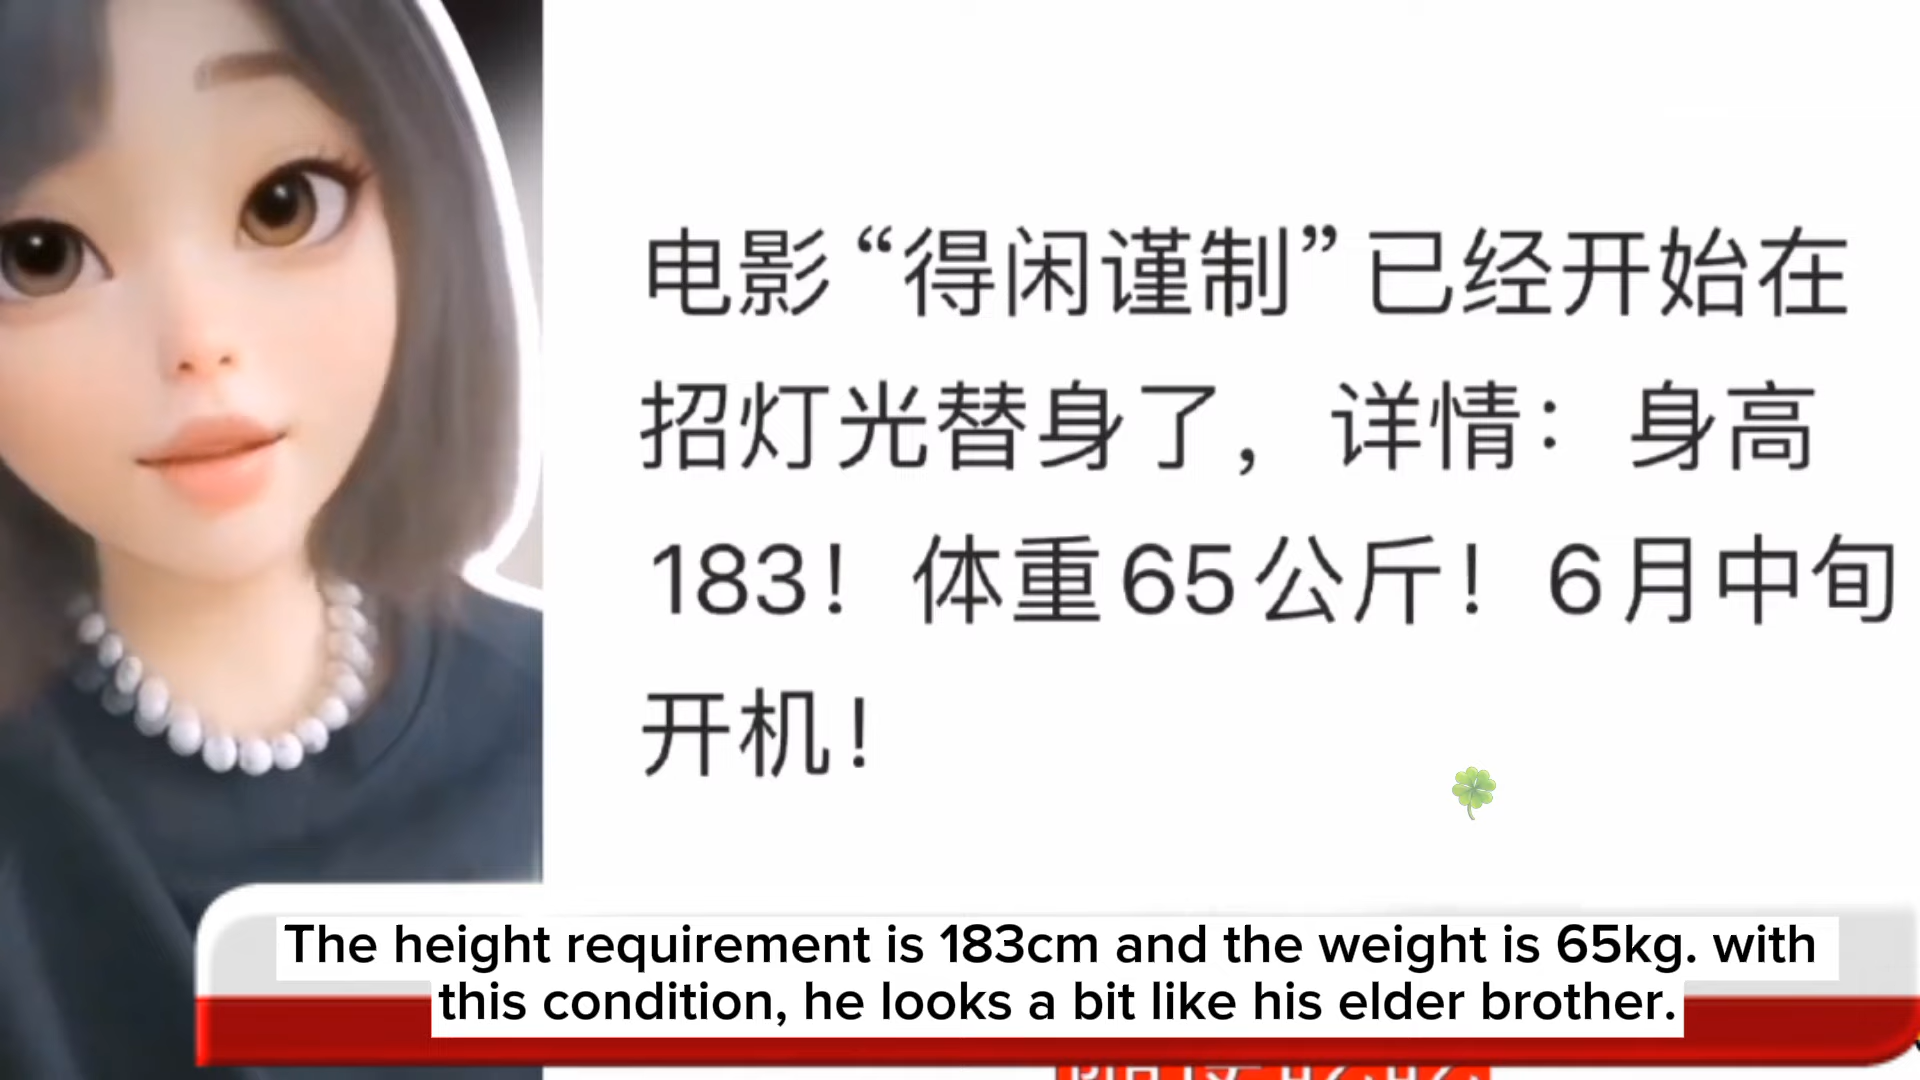 电影“得闲谨制”已经开始在
招灯光替身了，详情：身高
183！体重65公斤！6月中旬
开机！
The height requirement is 183cm and the weight is 65kg. with
this condition, he looks a bit like his elder brother.